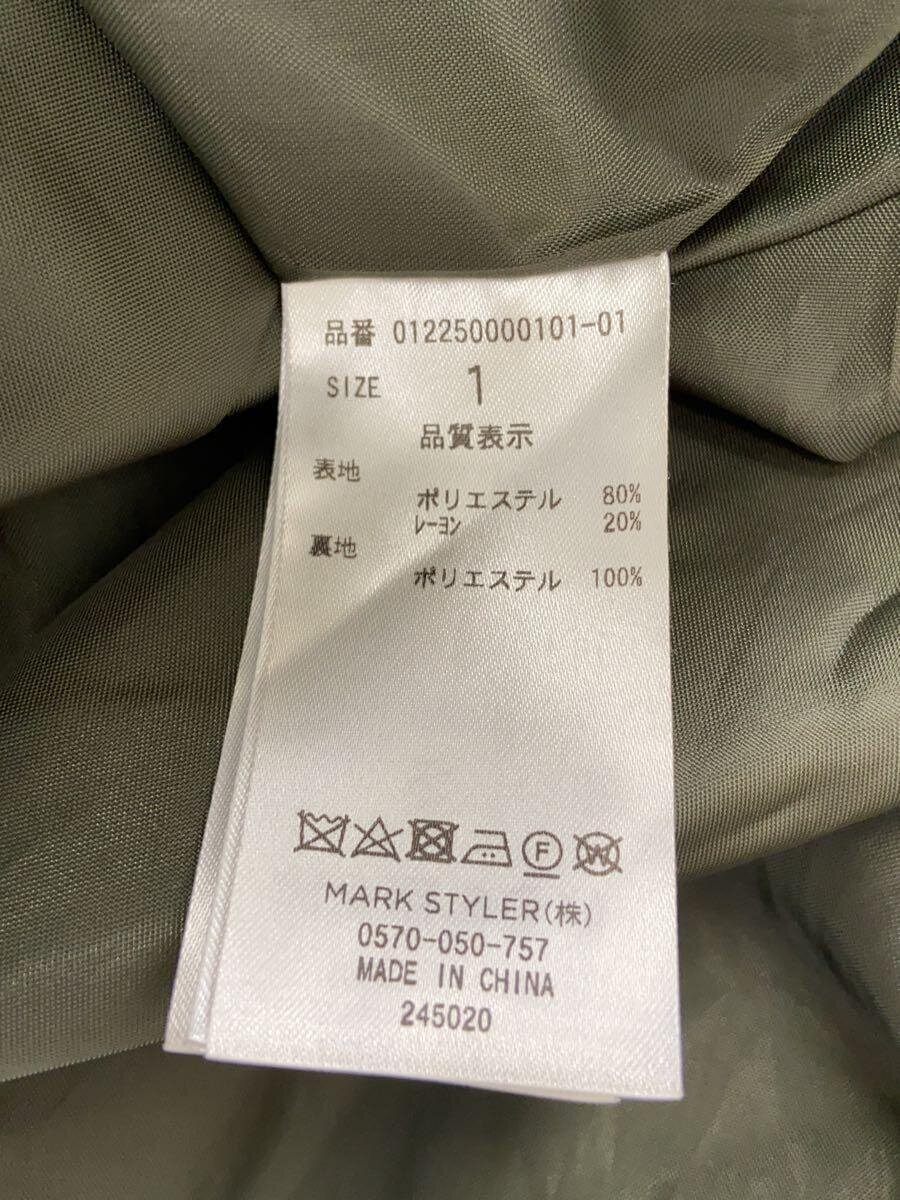 品番 012250000101-01
SIZE 1
品質表示
表地
ポリエステル 80%
ﾚｰﾖﾝ 20%
裏地
ポリエステル 100%
F W
MARK STYLER(株)
0570-050-757
MADE IN CHINA
245020